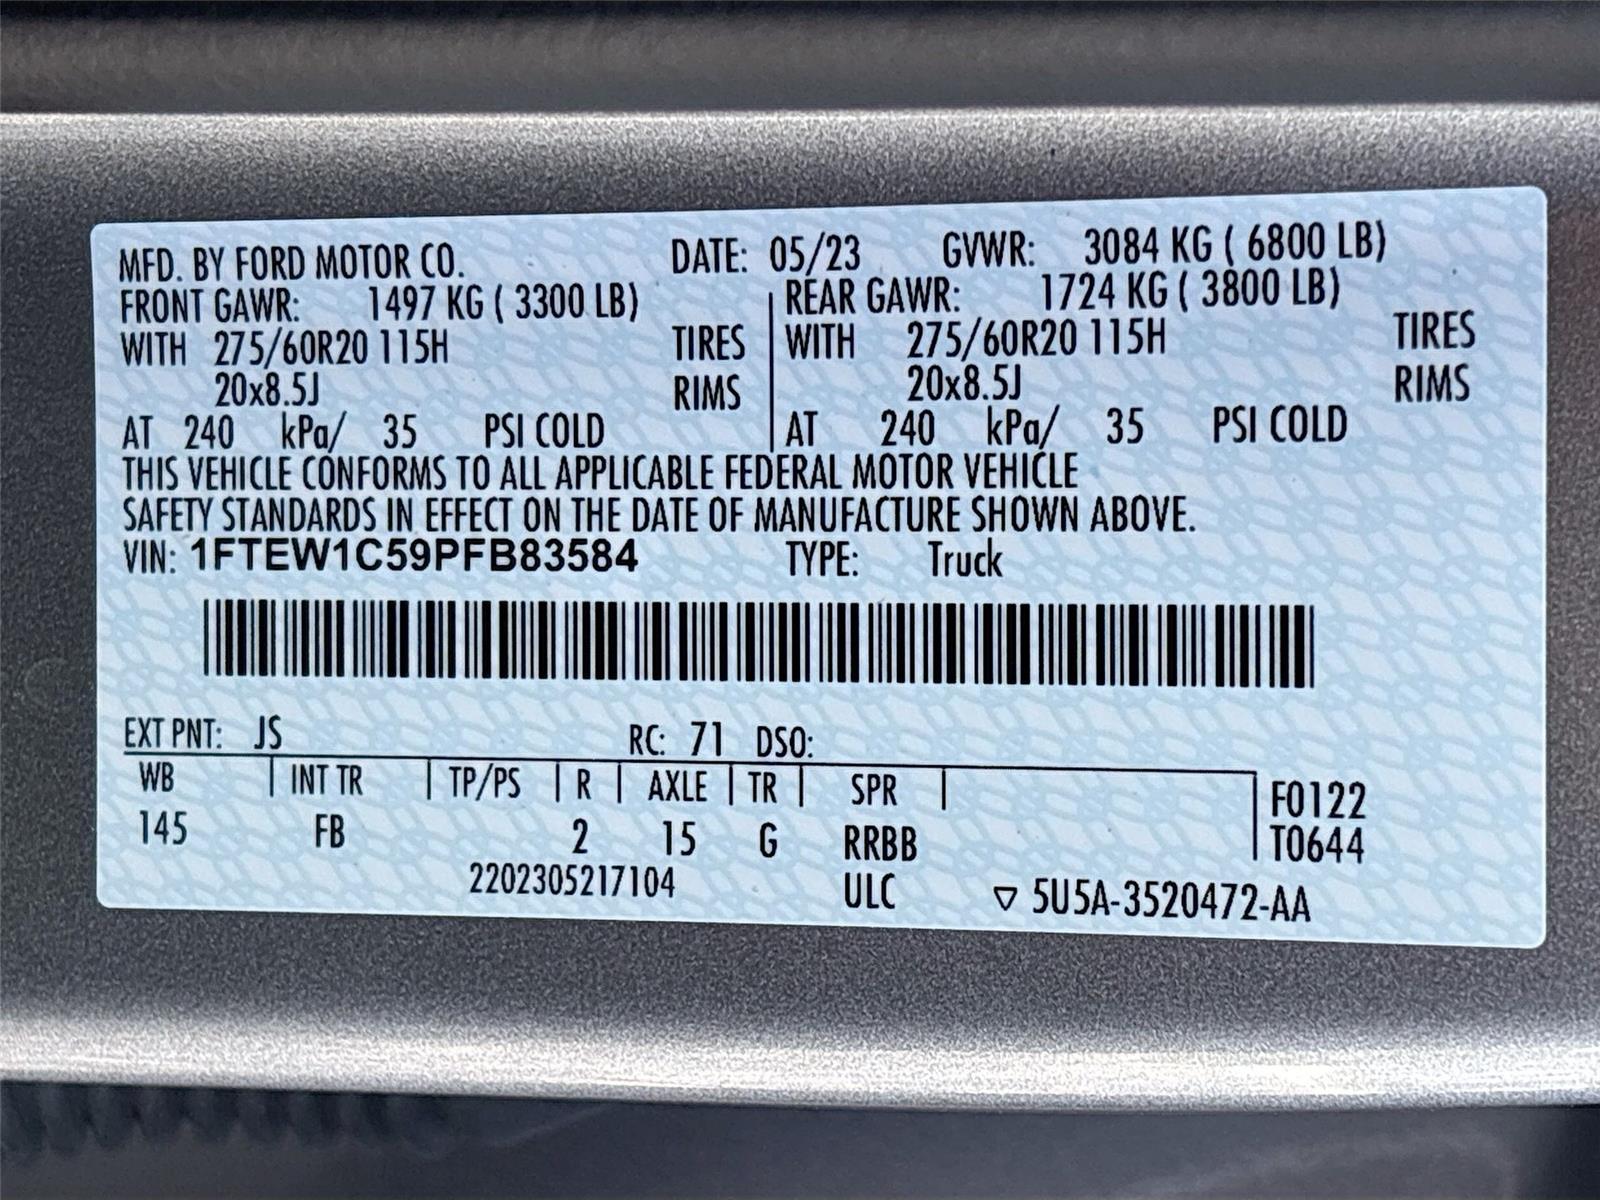 MFD. BY FORD MOTOR CO. DATE: 05/23 GVWR: 3084 KG ( 6800 LB)
FRONT GAWR: 1497 KG ( 3300 LB) REAR GAWR: 1724 KG ( 3800 LB)
WITH 275/60R20 115H TIRES WITH 275/60R20 115H TIRES
20x8.5J RIMS 20x8.5J RIMS
AT 240 kPa/ 35 PSI COLD AT 240 kPa/ 35 PSI COLD
THIS VEHICLE CONFORMS TO ALL APPLICABLE FEDERAL MOTOR VEHICLE
SAFETY STANDARDS IN EFFECT ON THE DATE OF MANUFACTURE SHOWN ABOVE.
VIN: 1FTEW1C59PFB83584 TYPE: Truck
EXT PNT: JS RC: 71 DSO:
WB INT TR TP/PS R AXLE TR SPR F0122
145 FB 2 15 G RRBB T0644
2202305217104 ULC ▽ 5U5A-3520472-AA